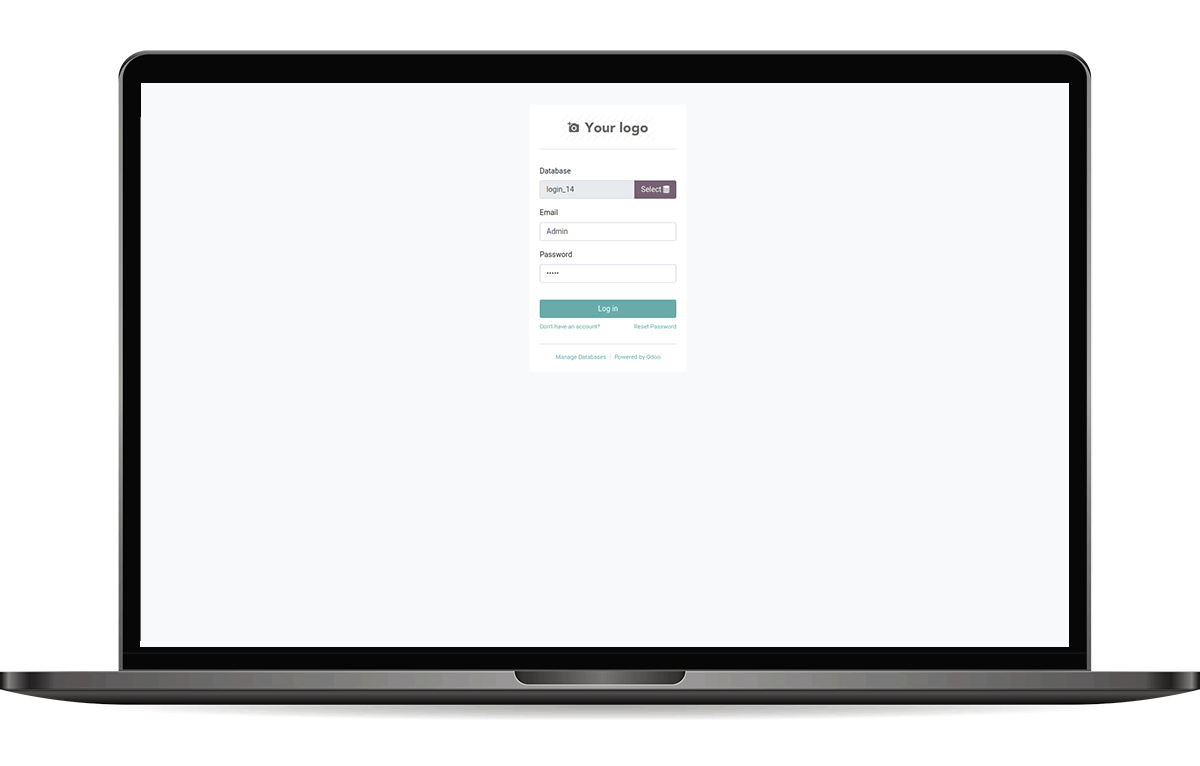 Your logo
Database
login_14 Select
Email
Admin
Password
•••••
Log in
Don't have an account? Reset Password
Manage Databases | Powered by Odoo